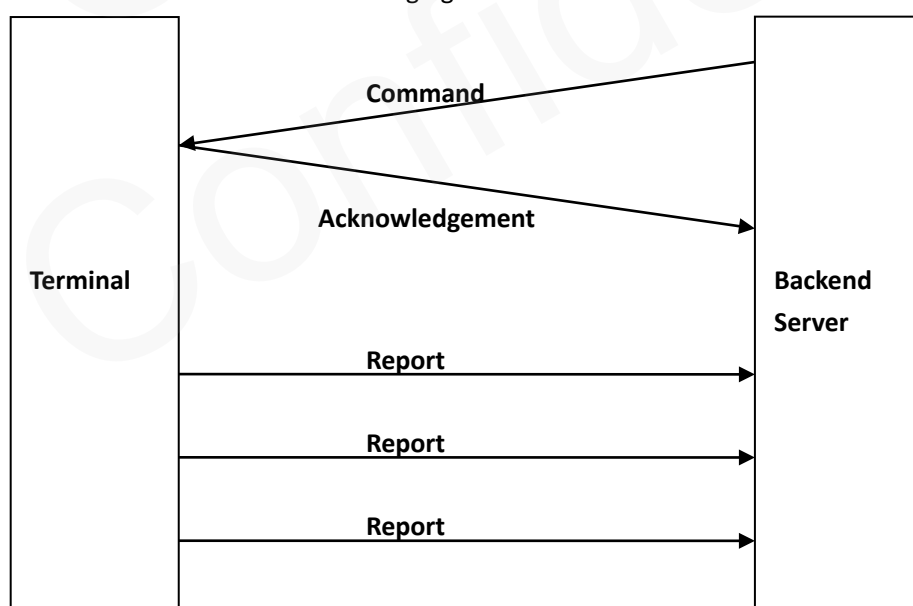 Command
Acknowledgement
Terminal
Backend
Server
Report
Report
Report